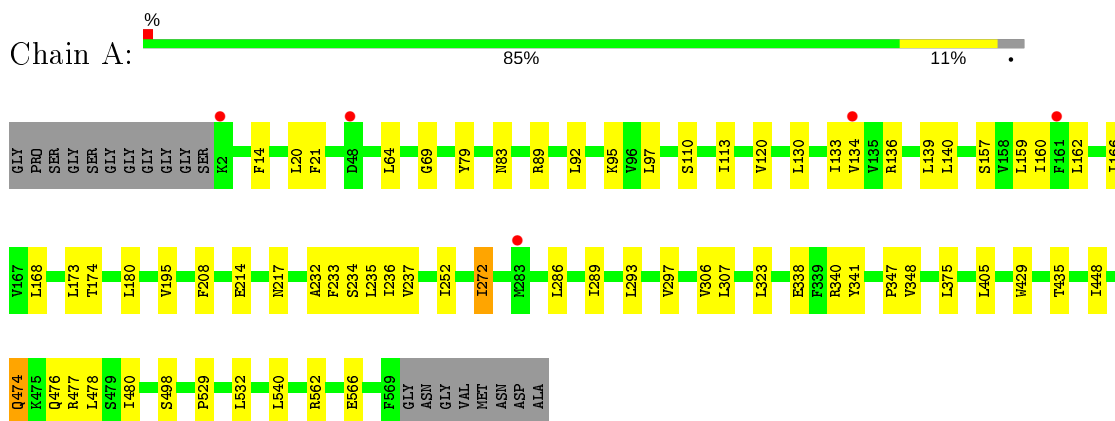 %
Chain A:
85% 11% •
GLY PRO SER GLY SER GLY GLY GLY GLY GLY SER K2 F14 L20 F21 D48 L64 G69 Y79 N83 R89 L92 K95 V96 L97 S110 I113 V120 L130 I133 V134 V135 R136 L139 L140 S157 V158 L159 I160 F161 L162
V167 L168 L173 T174 L180 V195 F208 E214 N217 A232 F233 S234 L235 I236 V237 I252 I272 M283 L286 I289 L293 V297 V306 L307 L323 E338 F339 R340 Y341 P347 V348 L375 L405 W429 T435 I448
Q474 K475 Q476 R477 L478 S479 I480 S498 P529 L532 L540 R562 E566 F569 GLY ASN GLY VAL MET ASN ASP ALA